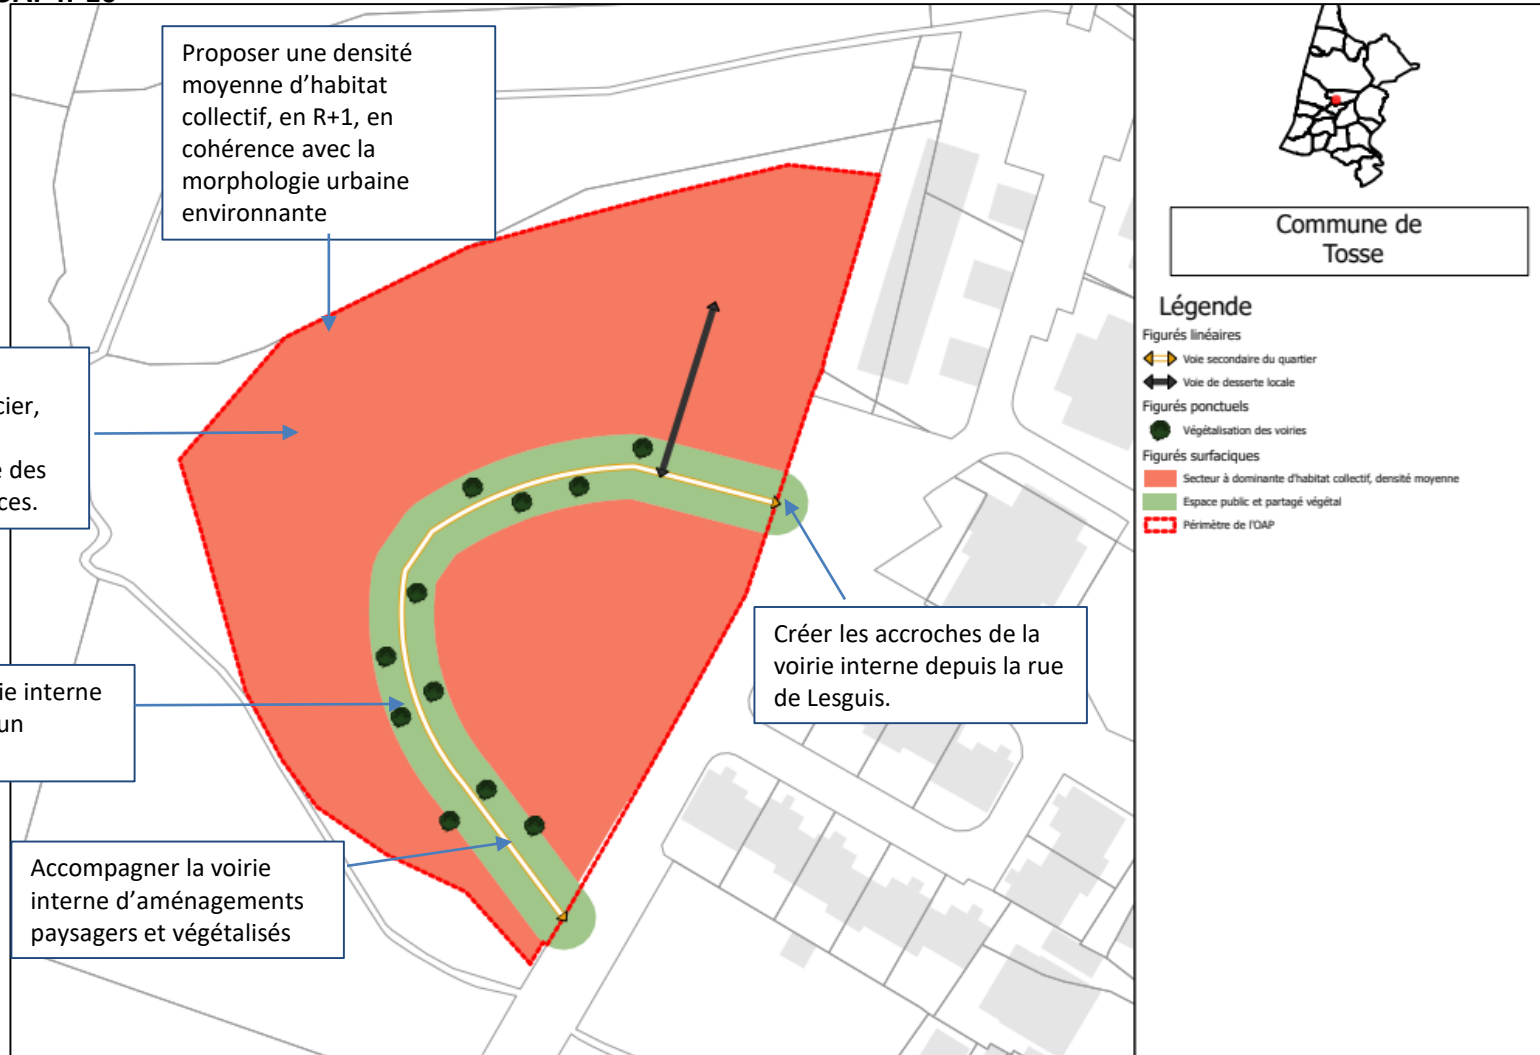 Proposer une densité
moyenne d’habitat
collectif, en R+1, en
cohérence avec la
morphologie urbaine
environnante
cier,
des
ces.
ie interne
un
Accompagner la voirie
interne d’aménagements
paysagers et végétalisés
Créer les accroches de la
voirie interne depuis la rue
de Lesguis.
Commune de
Tosse
Légende
Figurés linéaires
Voie secondaire du quartier
Voie de desserte locale
Figurés ponctuels
Végétalisation des voiries
Figurés surfaciques
Secteur à dominante d'habitat collectif, densité moyenne
Espace public et partagé végétal
Périmètre de l'OAP